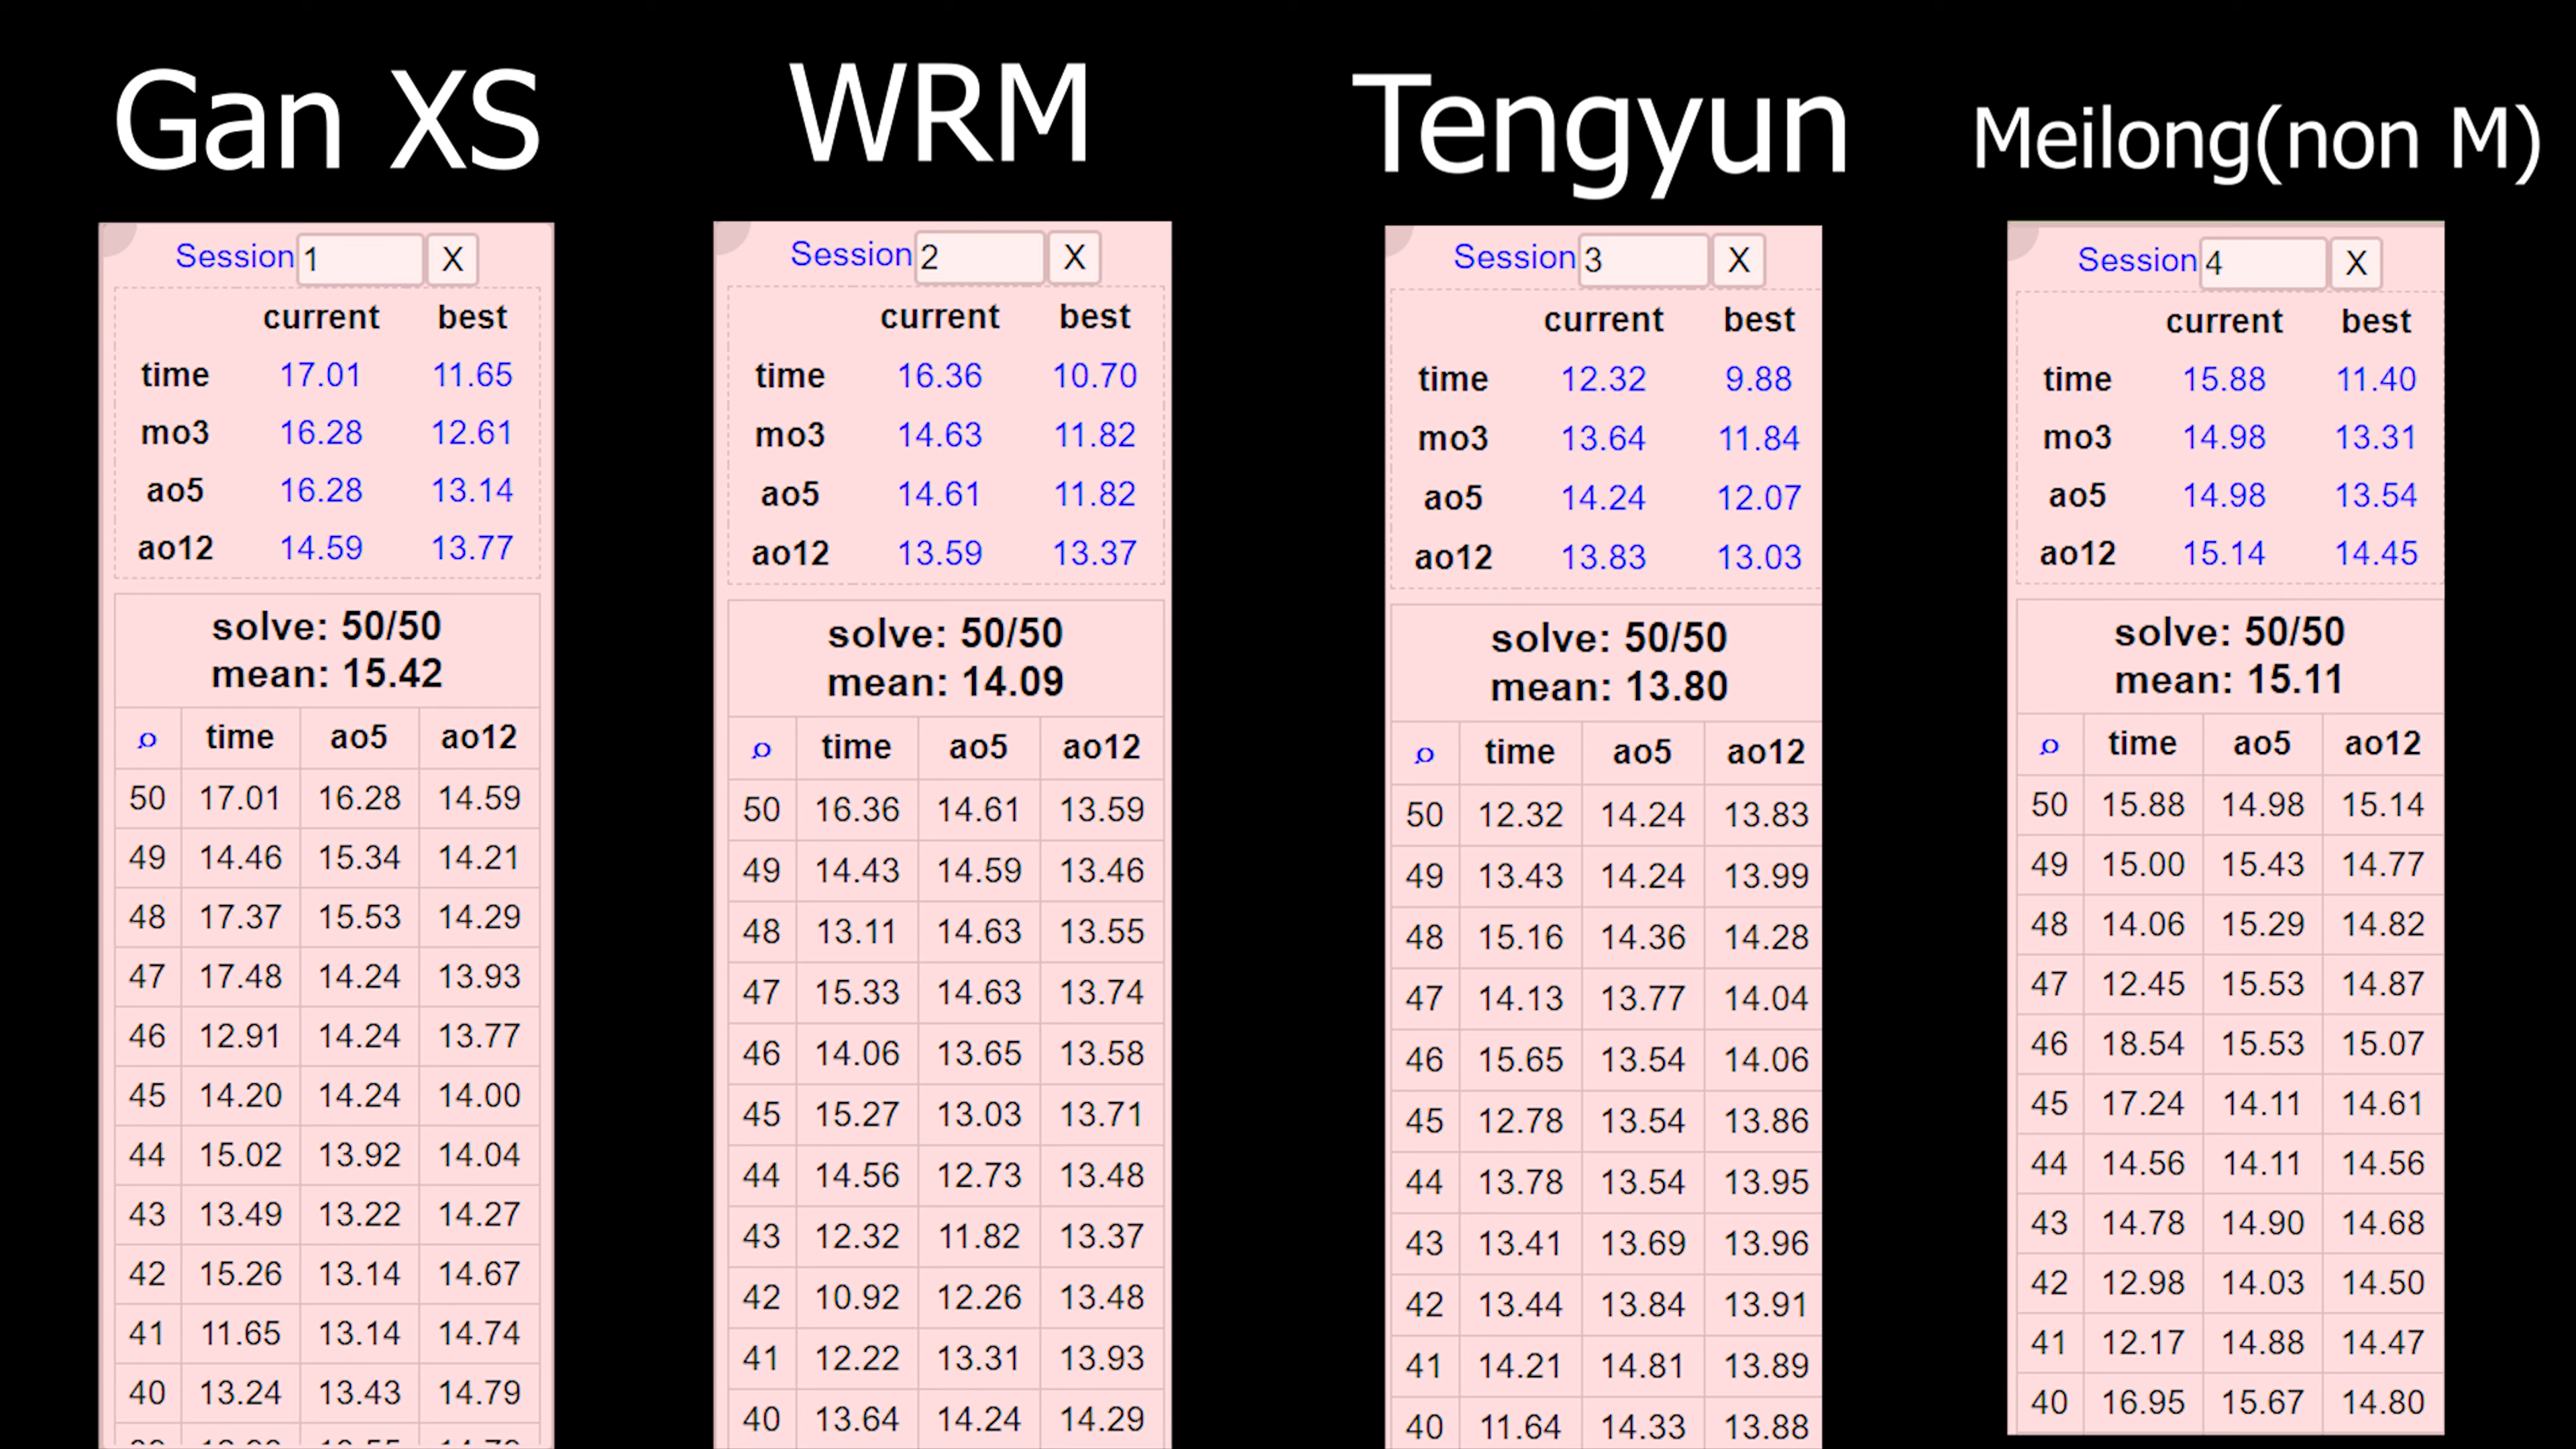 Gan XS
Session 1 X
current best
time 17.01 11.65
mo3 16.28 12.61
ao5 16.28 13.14
ao12 14.59 13.77
solve: 50/50
mean: 15.42
time ao5 ao12
50 17.01 16.28 14.59
49 14.46 15.34 14.21
48 17.37 15.53 14.29
47 17.48 14.24 13.93
46 12.91 14.24 13.77
45 14.20 14.24 14.00
44 15.02 13.92 14.04
43 13.49 13.22 14.27
42 15.26 13.14 14.67
41 11.65 13.14 14.74
40 13.24 13.43 14.79
WRM
Session 2 X
current best
time 16.36 10.70
mo3 14.63 11.82
ao5 14.61 11.82
ao12 13.59 13.37
solve: 50/50
mean: 14.09
time ao5 ao12
50 16.36 14.61 13.59
49 14.43 14.59 13.46
48 13.11 14.63 13.55
47 15.33 14.63 13.74
46 14.06 13.65 13.58
45 15.27 13.03 13.71
44 14.56 12.73 13.48
43 12.32 11.82 13.37
42 10.92 12.26 13.48
41 12.22 13.31 13.93
40 13.64 14.24 14.29
Tengyun
Session 3 X
current best
time 12.32 9.88
mo3 13.64 11.84
ao5 14.24 12.07
ao12 13.83 13.03
solve: 50/50
mean: 13.80
time ao5 ao12
50 12.32 14.24 13.83
49 13.43 14.24 13.99
48 15.16 14.36 14.28
47 14.13 13.77 14.04
46 15.65 13.54 14.06
45 12.78 13.54 13.86
44 13.78 13.54 13.95
43 13.41 13.69 13.96
42 13.44 13.84 13.91
41 14.21 14.81 13.89
40 11.64 14.33 13.88
Meilong(non M)
Session 4 X
current best
time 15.88 11.40
mo3 14.98 13.31
ao5 14.98 13.54
ao12 15.14 14.45
solve: 50/50
mean: 15.11
time ao5 ao12
50 15.88 14.98 15.14
49 15.00 15.43 14.77
48 14.06 15.29 14.82
47 12.45 15.53 14.87
46 18.54 15.53 15.07
45 17.24 14.11 14.61
44 14.56 14.11 14.56
43 14.78 14.90 14.68
42 12.98 14.03 14.50
41 12.17 14.88 14.47
40 16.95 15.67 14.80